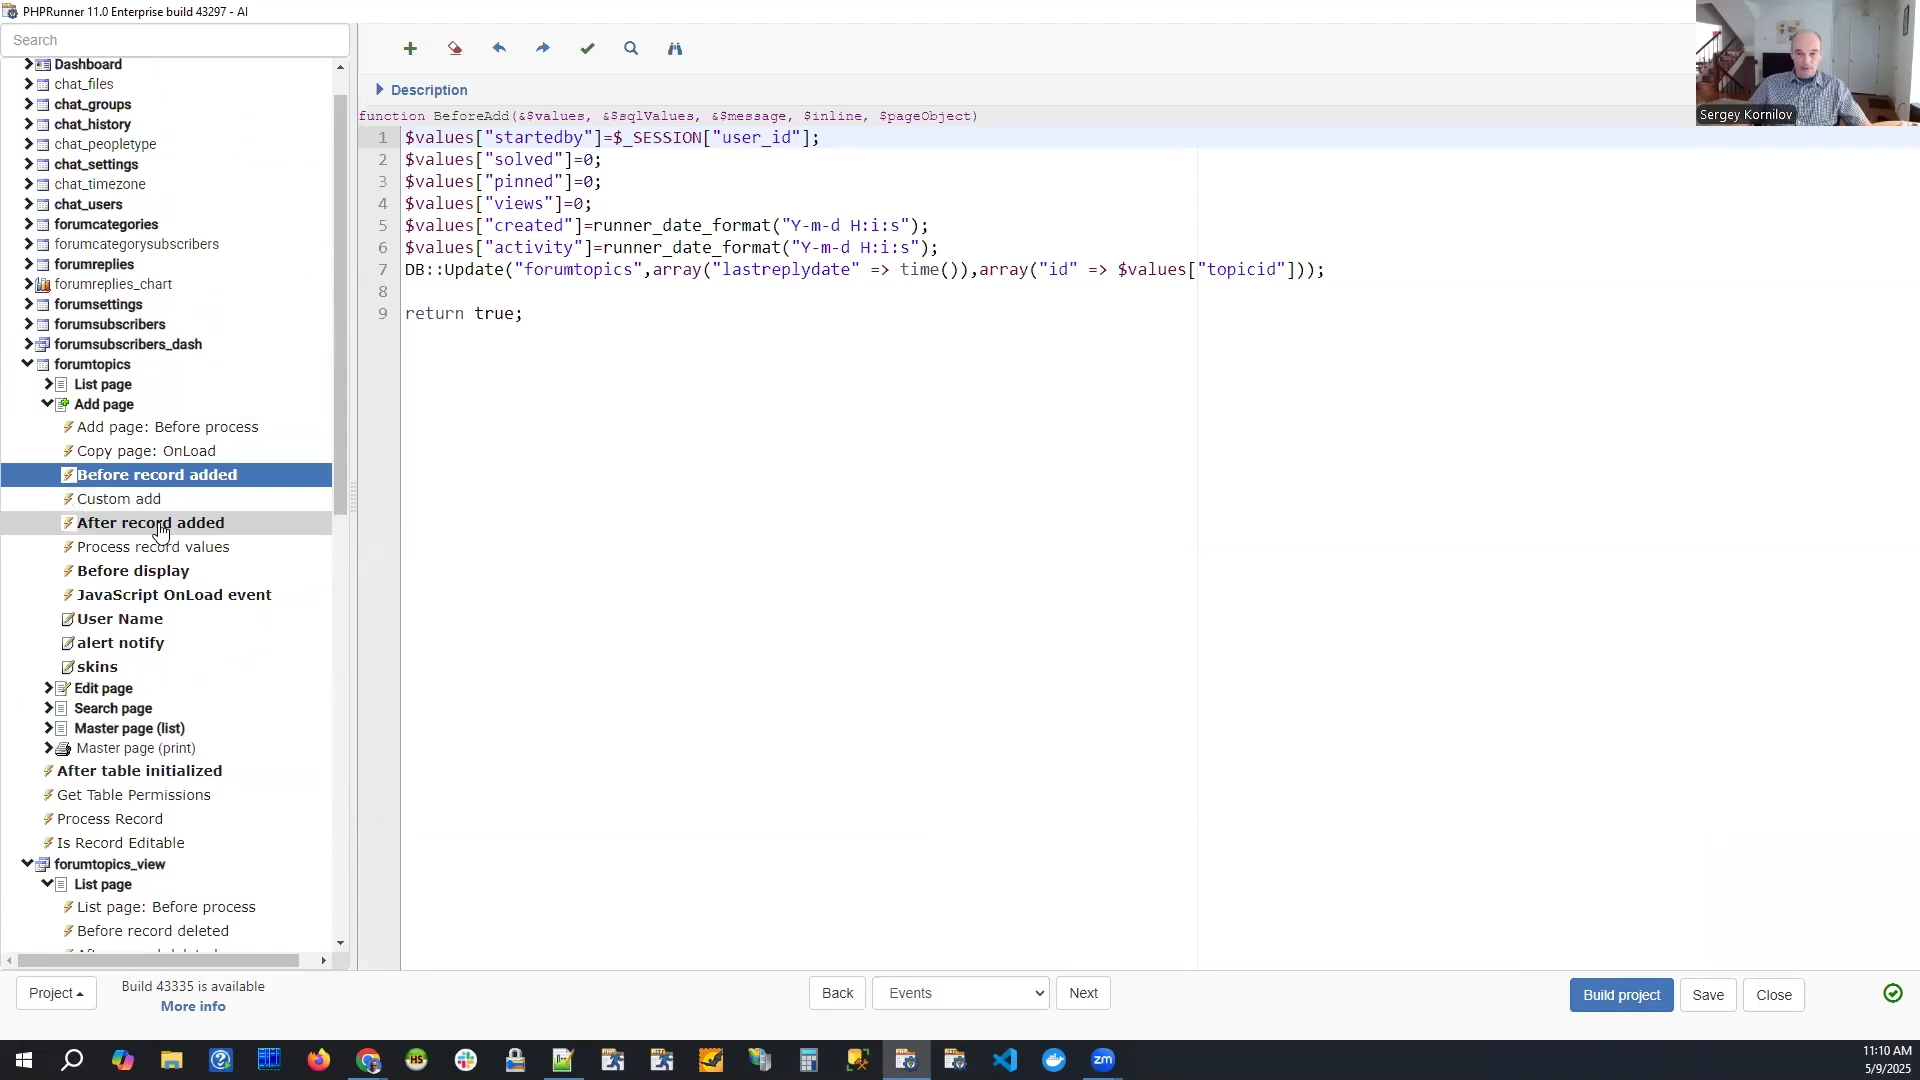 PHPRunner 11.0 Enterprise build 43297 - AI
Search
Dashboard
chat_files
chat_groups
chat_history
chat_peopletype
chat_settings
chat_timezone
chat_users
forumcategories
forumcategorysubscribers
forumreplies
forumreplies_chart
forumsettings
forumsubscribers
forumsubscribers_dash
forumtopics
List page
Add page
Add page: Before process
Copy page: OnLoad
Before record added
Custom add
After record added
Process record values
Before display
JavaScript OnLoad event
User Name
alert notify
skins
Edit page
Search page
Master page (list)
Master page (print)
After table initialized
Get Table Permissions
Process Record
Is Record Editable
forumtopics_view
List page
List page: Before process
Before record deleted
Description
function BeforeAdd(&$values, &$sqlValues, &$message, $inline, $pageObject)
1 $values["startedby"]=$_SESSION["user_id"];
2 $values["solved"]=0;
3 $values["pinned"]=0;
4 $values["views"]=0;
5 $values["created"]=runner_date_format("Y-m-d H:i:s");
6 $values["activity"]=runner_date_format("Y-m-d H:i:s");
7 DB::Update("forumtopics",array("lastreplydate" => time()),array("id" => $values["topicid"]));
8
9 return true;
Sergey Kornilov
Project
Build 43335 is available
More info
Back
Events
Next
Build project
Save
Close
HS
zm
11:10 AM
5/9/2025